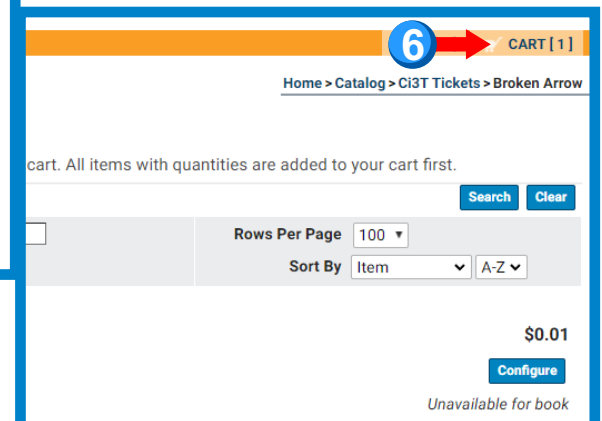 6
CART [ 1 ]
Home > Catalog > Ci3T Tickets > Broken Arrow
cart. All items with quantities are added to your cart first.
Search Clear
Rows Per Page 100
Sort By Item A-Z
$0.01
Configure
Unavailable for book